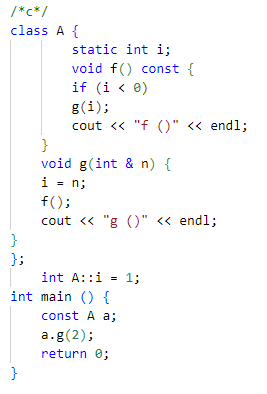 /*c*/
class A {
static int i;
void f() const {
if (i < 0)
g(i);
cout << "f ()" << endl;
}
void g(int & n) {
i = n;
f();
cout << "g ()" << endl;
}
};
int A::i = 1;
int main () {
const A a;
a.g(2);
return 0;
}